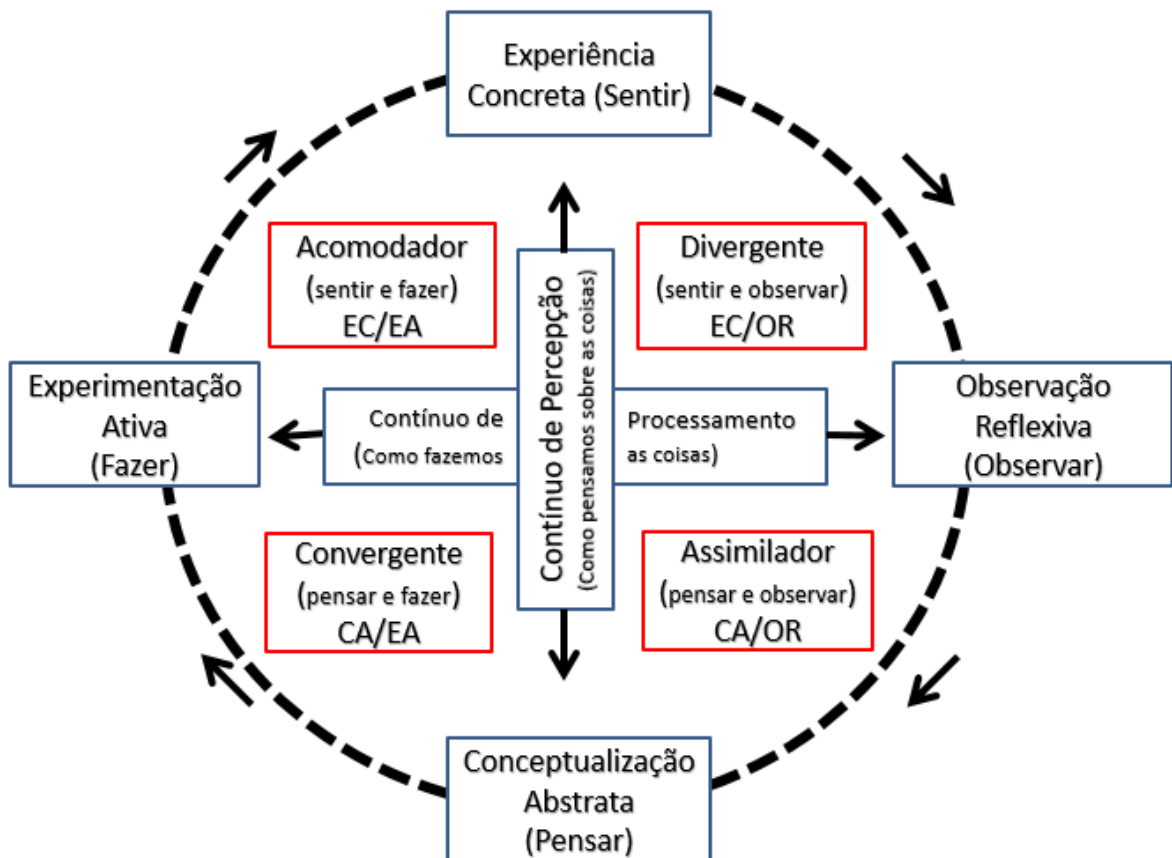 Experiência
Concreta (Sentir)
Acomodador
(sentir e fazer)
EC/EA
Divergente
(sentir e observar)
EC/OR
Experimentação
Ativa
(Fazer)
Contínuo de
(Como fazemos
Contínuo de Percepção
(Como pensamos sobre as coisas)
Processamento
as coisas)
Observação
Reflexiva
(Observar)
Convergente
(pensar e fazer)
CA/EA
Assimilador
(pensar e observar)
CA/OR
Conceptualização
Abstrata
(Pensar)